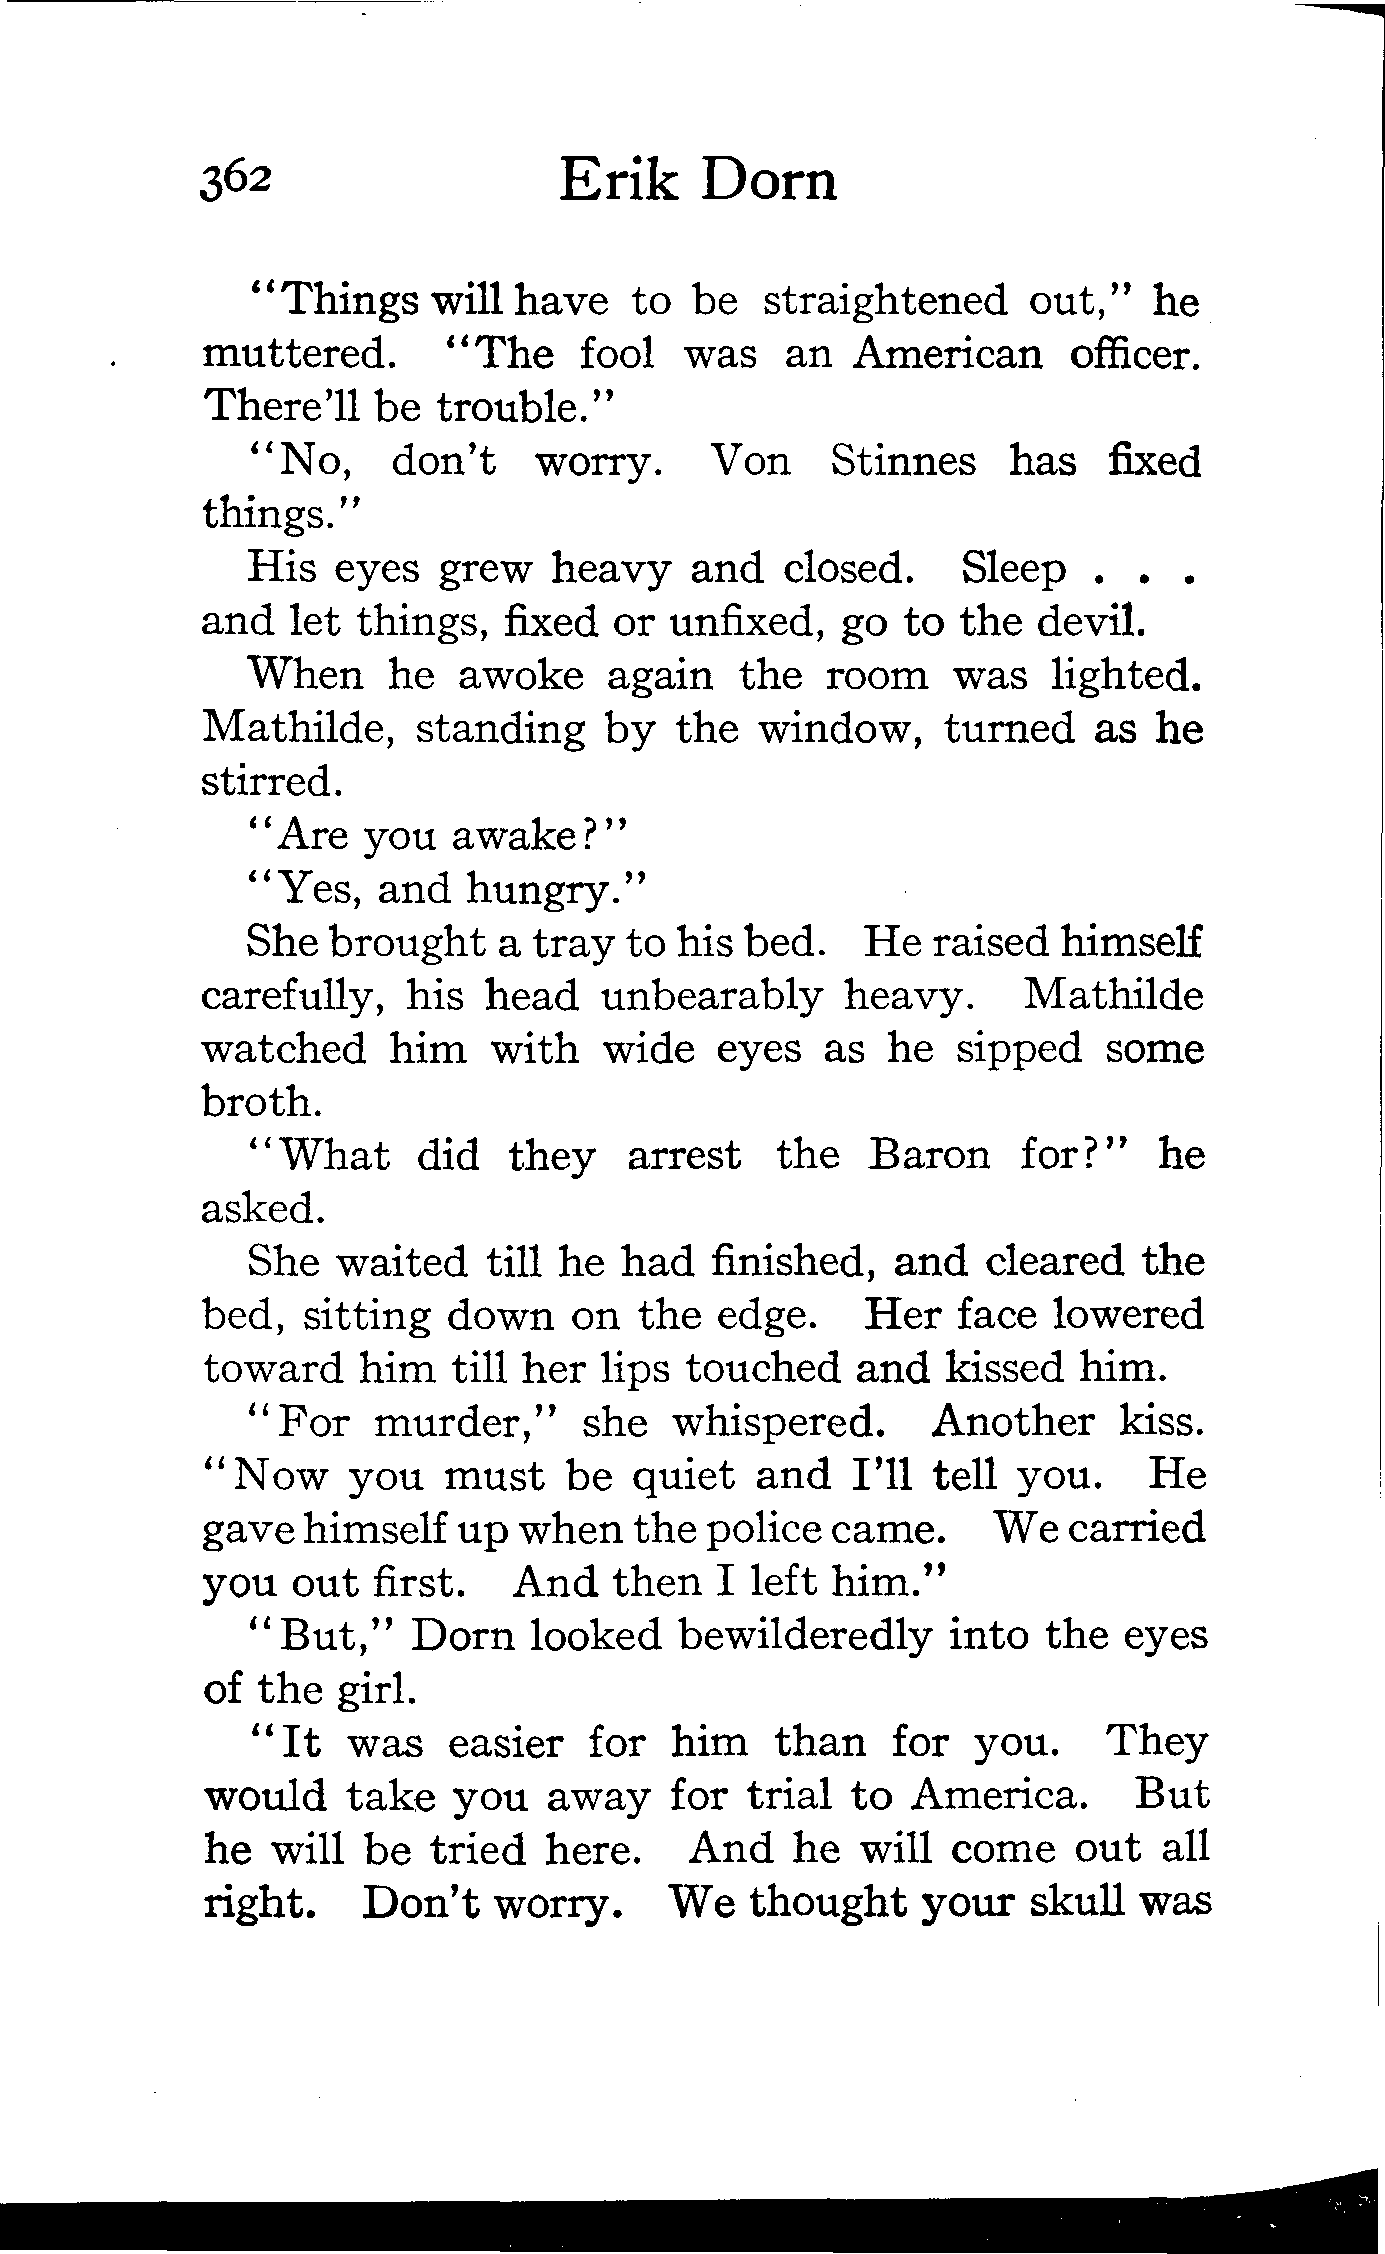 362 Erik Dorn
"Things will have to be straightened out," he
muttered. "The fool was an American officer.
There'll be trouble."
"No, don't worry. Von Stinnes has fixed
things."
His eyes grew heavy and closed. Sleep . . .
and let things, fixed or unfixed, go to the devil.
When he awoke again the room was lighted.
Mathilde, standing by the window, turned as he
stirred.
"Are you awake?"
"Yes, and hungry."
She brought a tray to his bed. He raised himself
carefully, his head unbearably heavy. Mathilde
watched him with wide eyes as he sipped some
broth.
"What did they arrest the Baron for?" he
asked.
She waited till he had finished, and cleared the
bed, sitting down on the edge. Her face lowered
toward him till her lips touched and kissed him.
"For murder," she whispered. Another kiss.
"Now you must be quiet and I'll tell you. He
gave himself up when the police came. We carried
you out first. And then I left him."
"But," Dorn looked bewilderedly into the eyes
of the girl.
"It was easier for him than for you. They
would take you away for trial to America. But
he will be tried here. And he will come out all
right. Don't worry. We thought your skull was